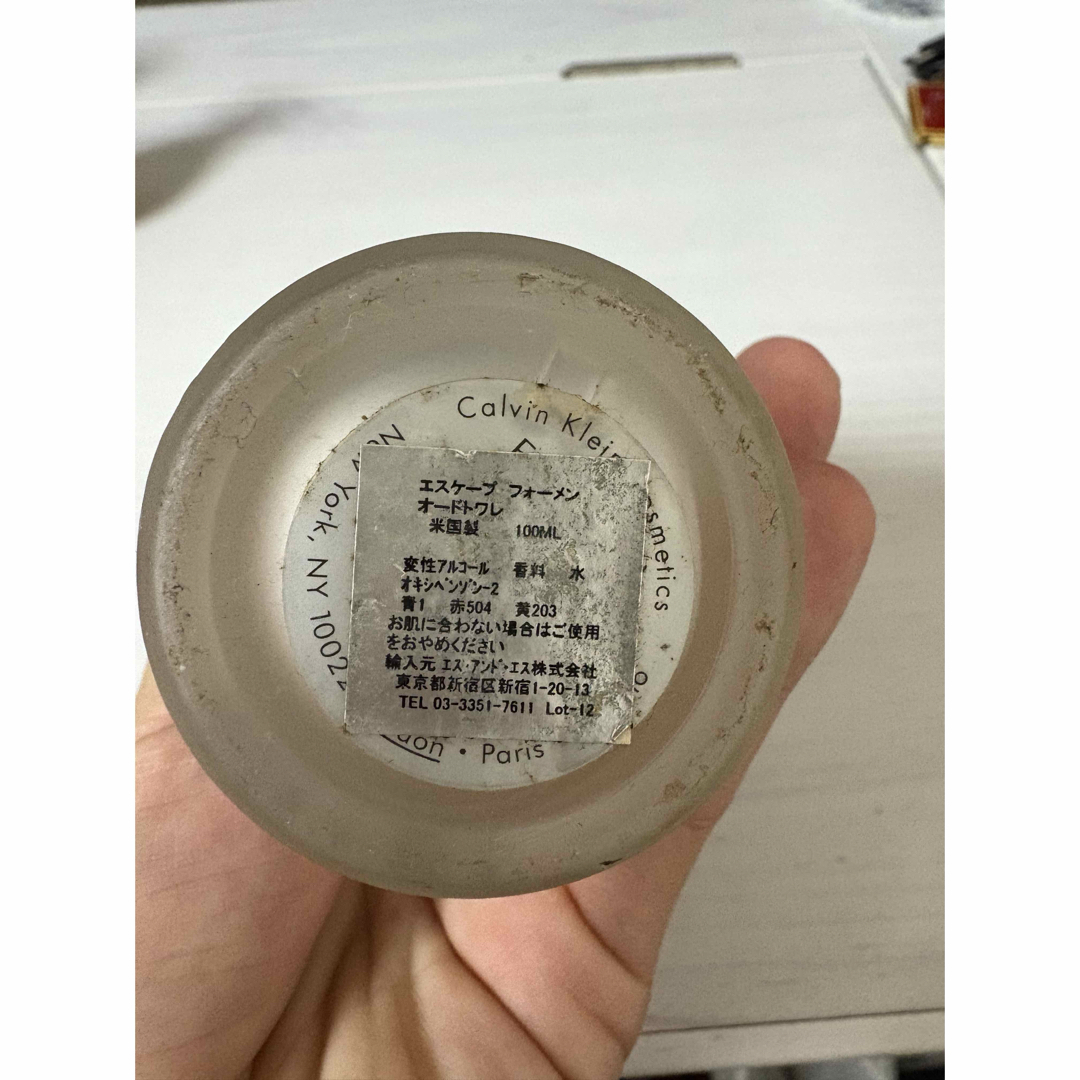 Calvin Klein
smetics
York, NY 1002
Paris
エスケープ フォーメン
オードトワレ
米国製 100ML
変性アルコール 香料 水
オキシベンゾン-2
青1 赤504 黄203
お肌に合わない場合はご使用
をおやめください
輸入元 エス・アンド・エス株式会社
東京都新宿区新宿1-20-13
TEL 03-3351-7611 Lot-12